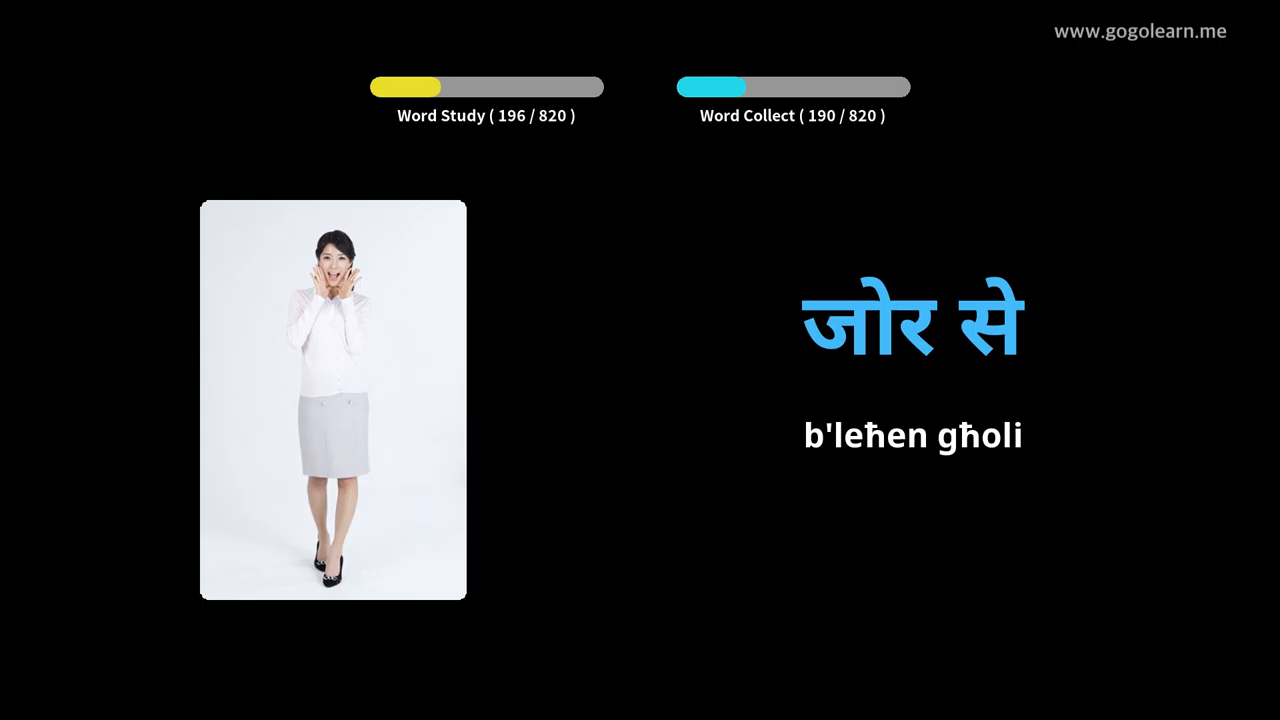 www.gogolearn.me
Word Study ( 196 / 820 )
Word Collect ( 190 / 820 )
जोर से
b'leħen għoli